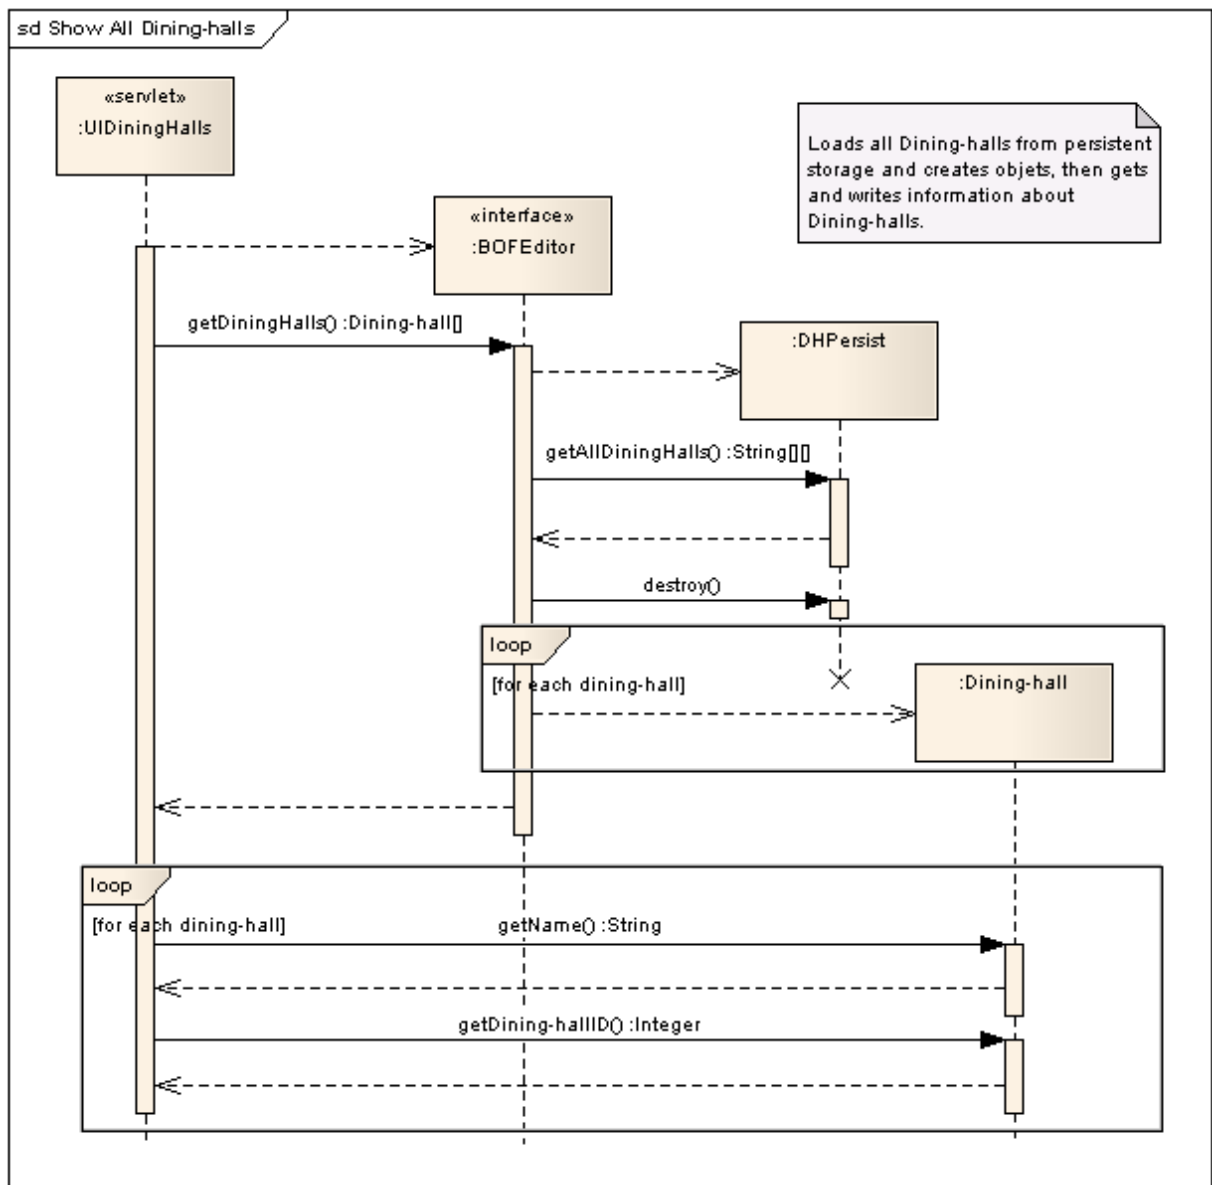 sd Show All Dining-halls
«servlet»
:UIDiningHalls
Loads all Dining-halls from persistent
storage and creates objets, then gets
and writes information about
Dining-halls.
«interface»
:BOFEditor
getDiningHalls() :Dining-hall[]
:DHPersist
getAllDiningHalls() :String[][]
destroy()
loop
[for each dining-hall]
:Dining-hall
loop
[for each dining-hall]
getName() :String
getDining-hallID() :Integer